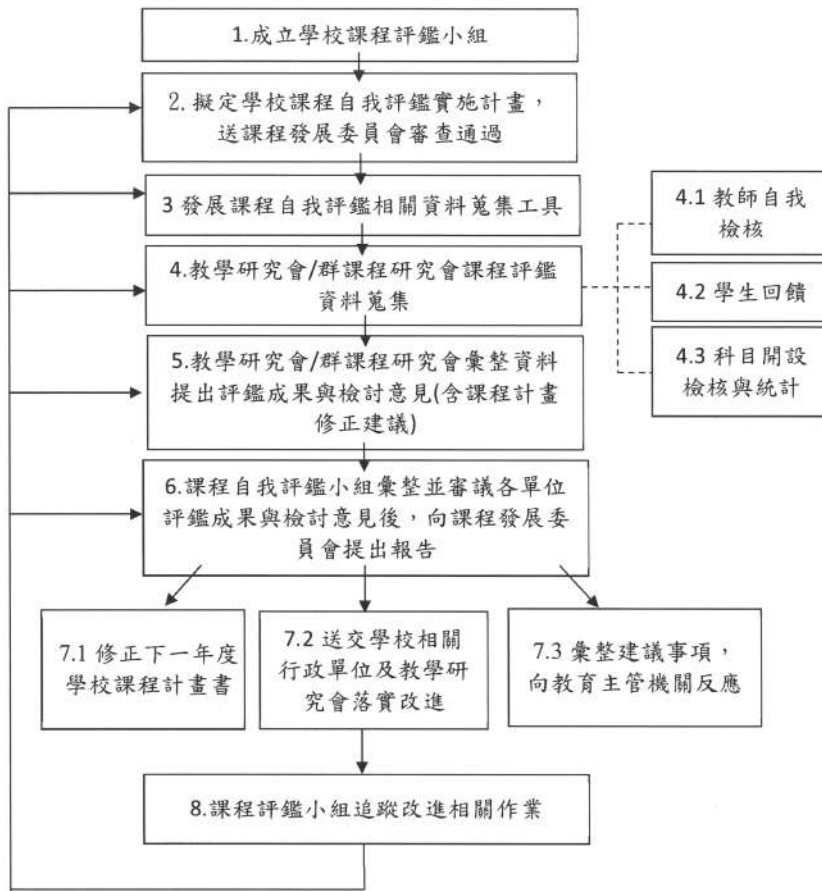 1.成立學校課程評鑑小組
2.擬定學校課程自我評鑑實施計畫，
送課程發展委員會審查通過
3 發展課程自我評鑑相關資料蒐集工具
4.教學研究會/群課程研究會課程評鑑
資料蒐集
4.1 教師自我
檢核
4.2 學生回饋
4.3 科目開設
檢核與統計
5.教學研究會/群課程研究會彙整資料
提出評鑑成果與檢討意見(含課程計畫
修正建議)
6.課程自我評鑑小組彙整並審議各單位
評鑑成果與檢討意見後，向課程發展委
員會提出報告
7.1 修正下一年度
學校課程計畫書
7.2 送交學校相關
行政單位及教學研
究會落實改進
7.3 彙整建議事項，
向教育主管機關反應
8.課程評鑑小組追蹤改進相關作業